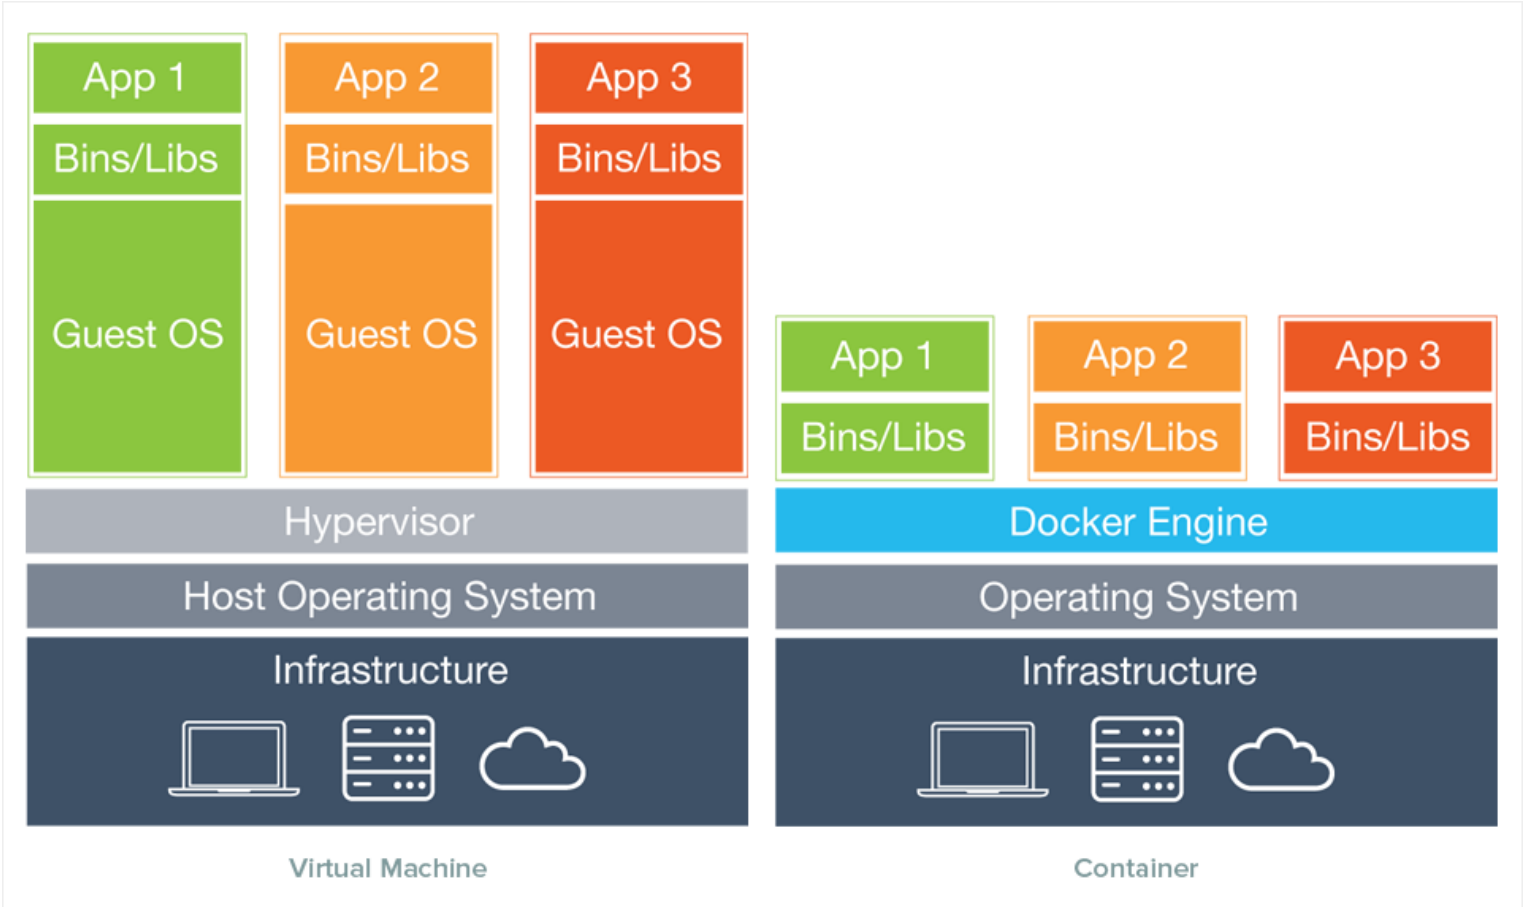 App 1
App 2
App 3
Bins/Libs
Bins/Libs
Bins/Libs
Guest OS
Guest OS
Guest OS
Hypervisor
Host Operating System
Infrastructure
Virtual Machine
App 1
App 2
App 3
Bins/Libs
Bins/Libs
Bins/Libs
Docker Engine
Operating System
Infrastructure
Container